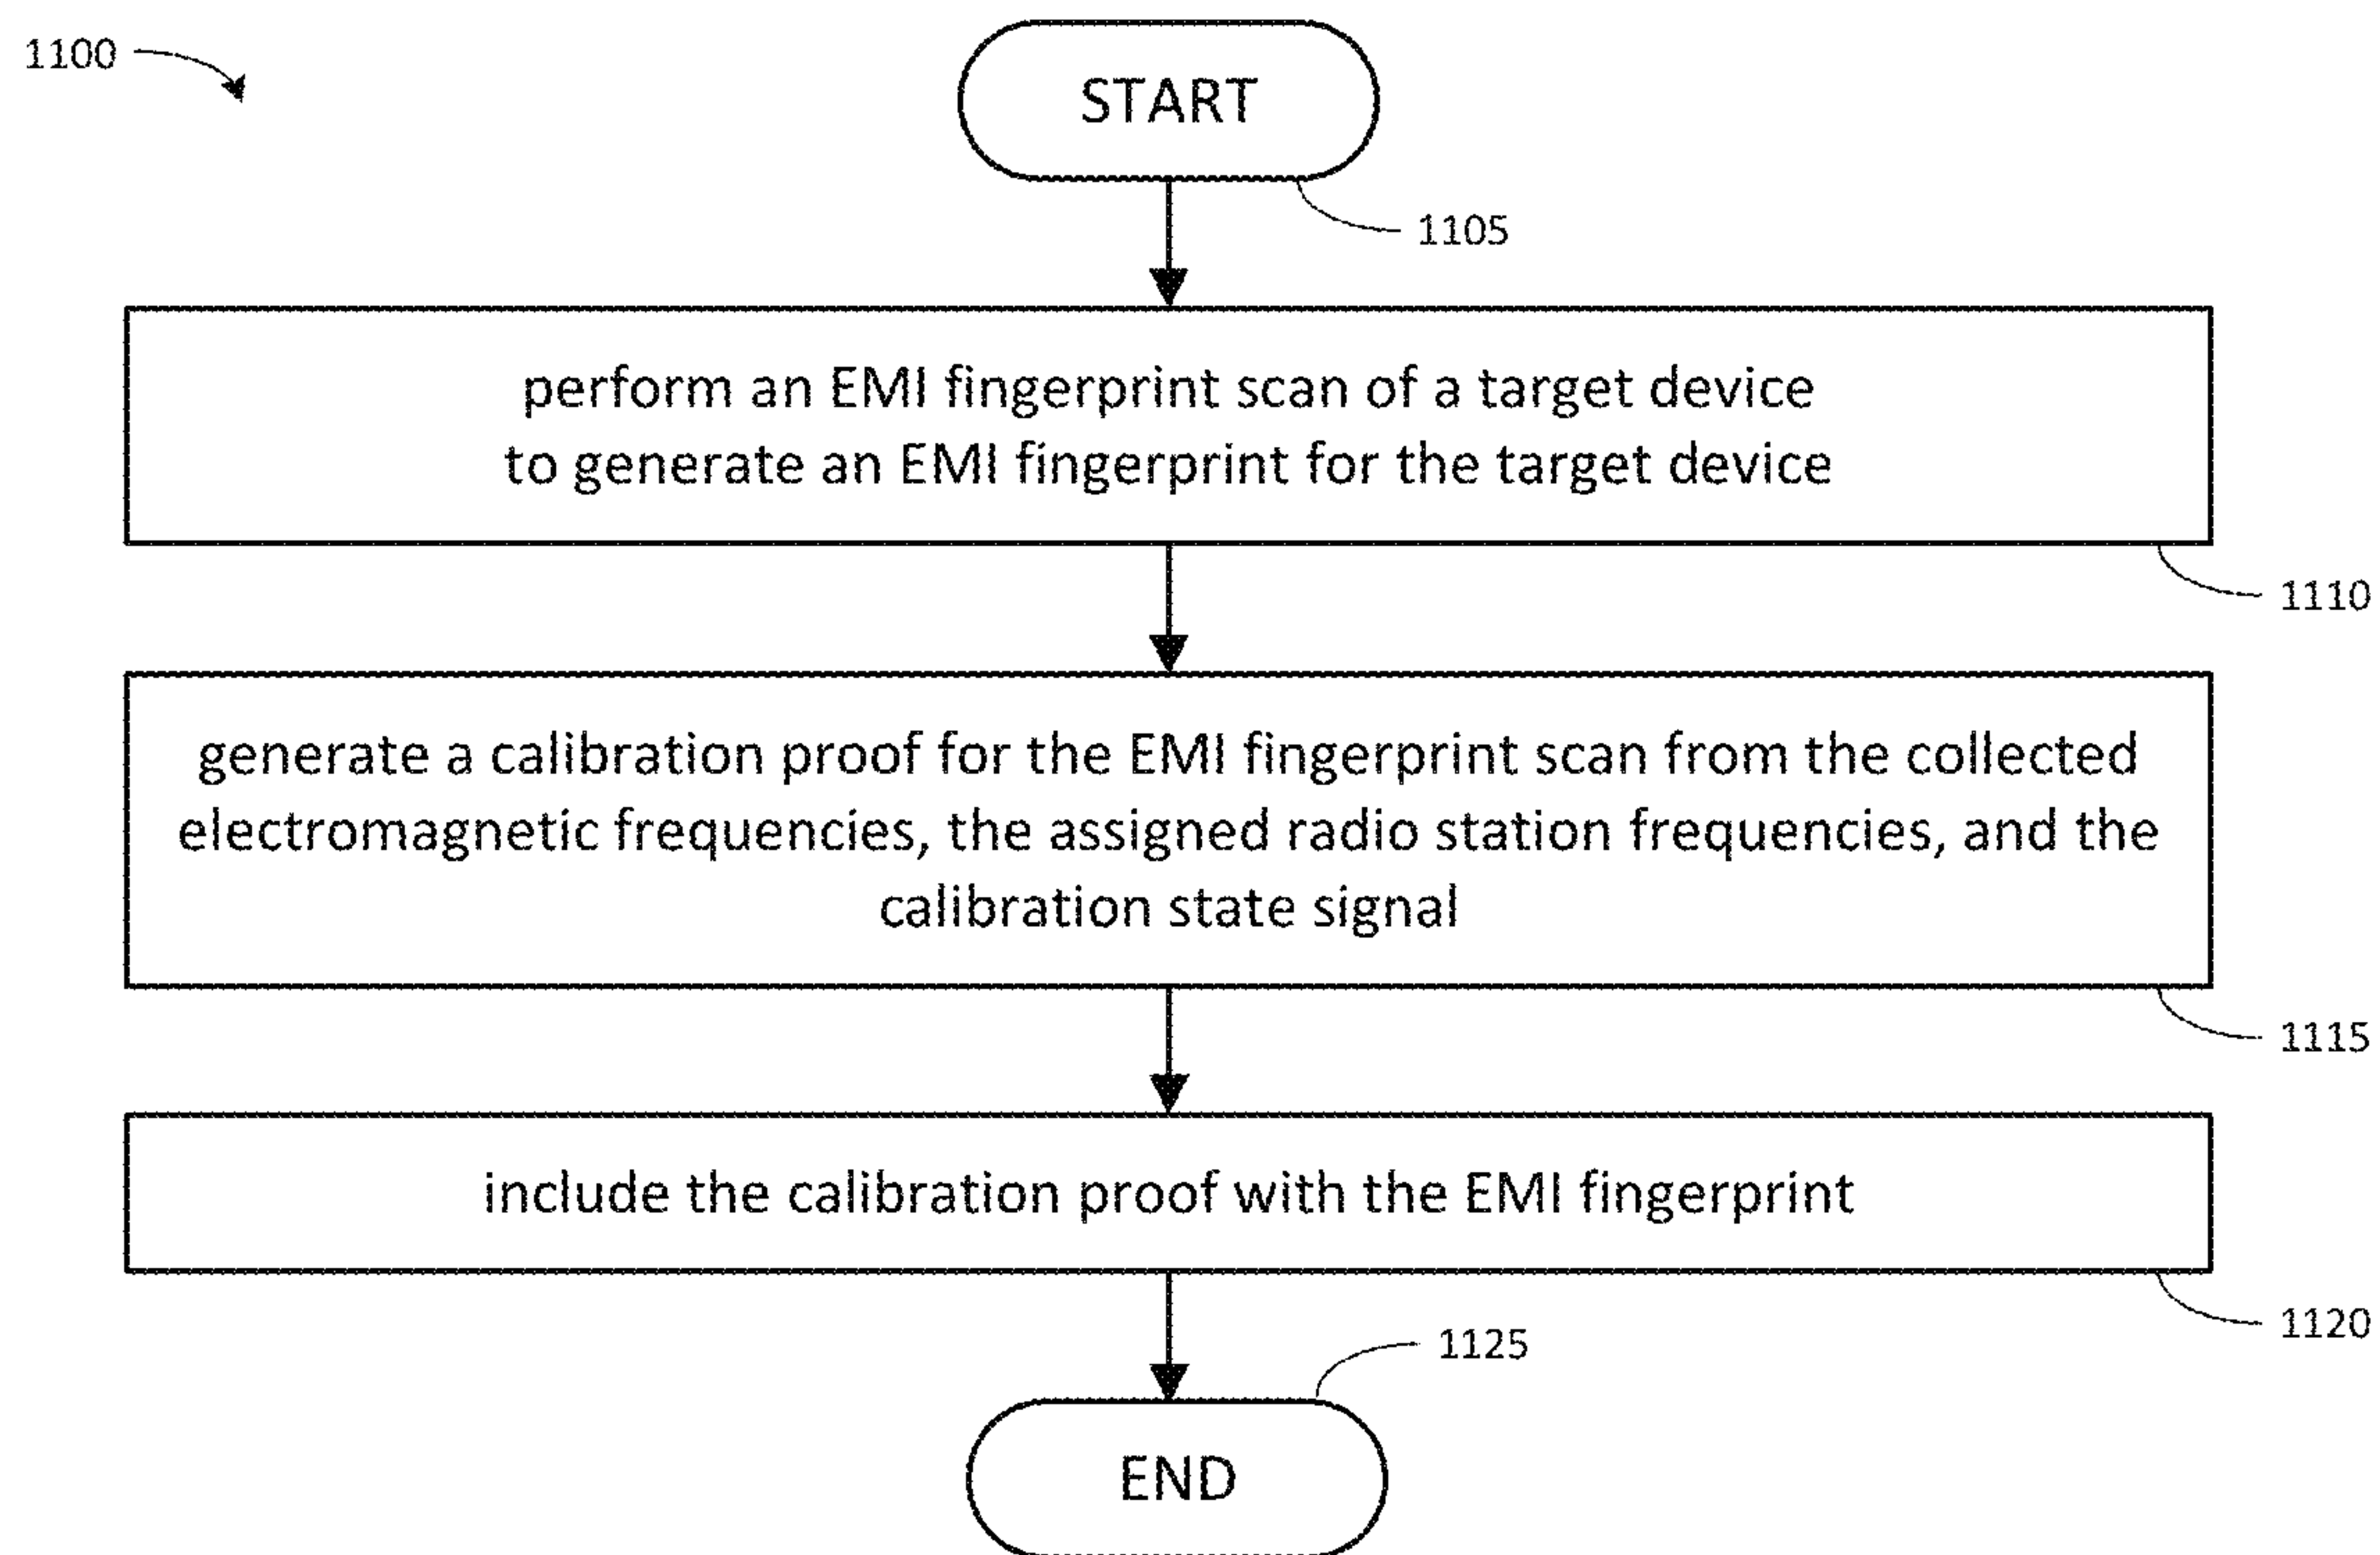 1100
START
1105
perform an EMI fingerprint scan of a target device
to generate an EMI fingerprint for the target device
1110
generate a calibration proof for the EMI fingerprint scan from the collected
electromagnetic frequencies, the assigned radio station frequencies, and the
calibration state signal
1115
include the calibration proof with the EMI fingerprint
1120
1125
END